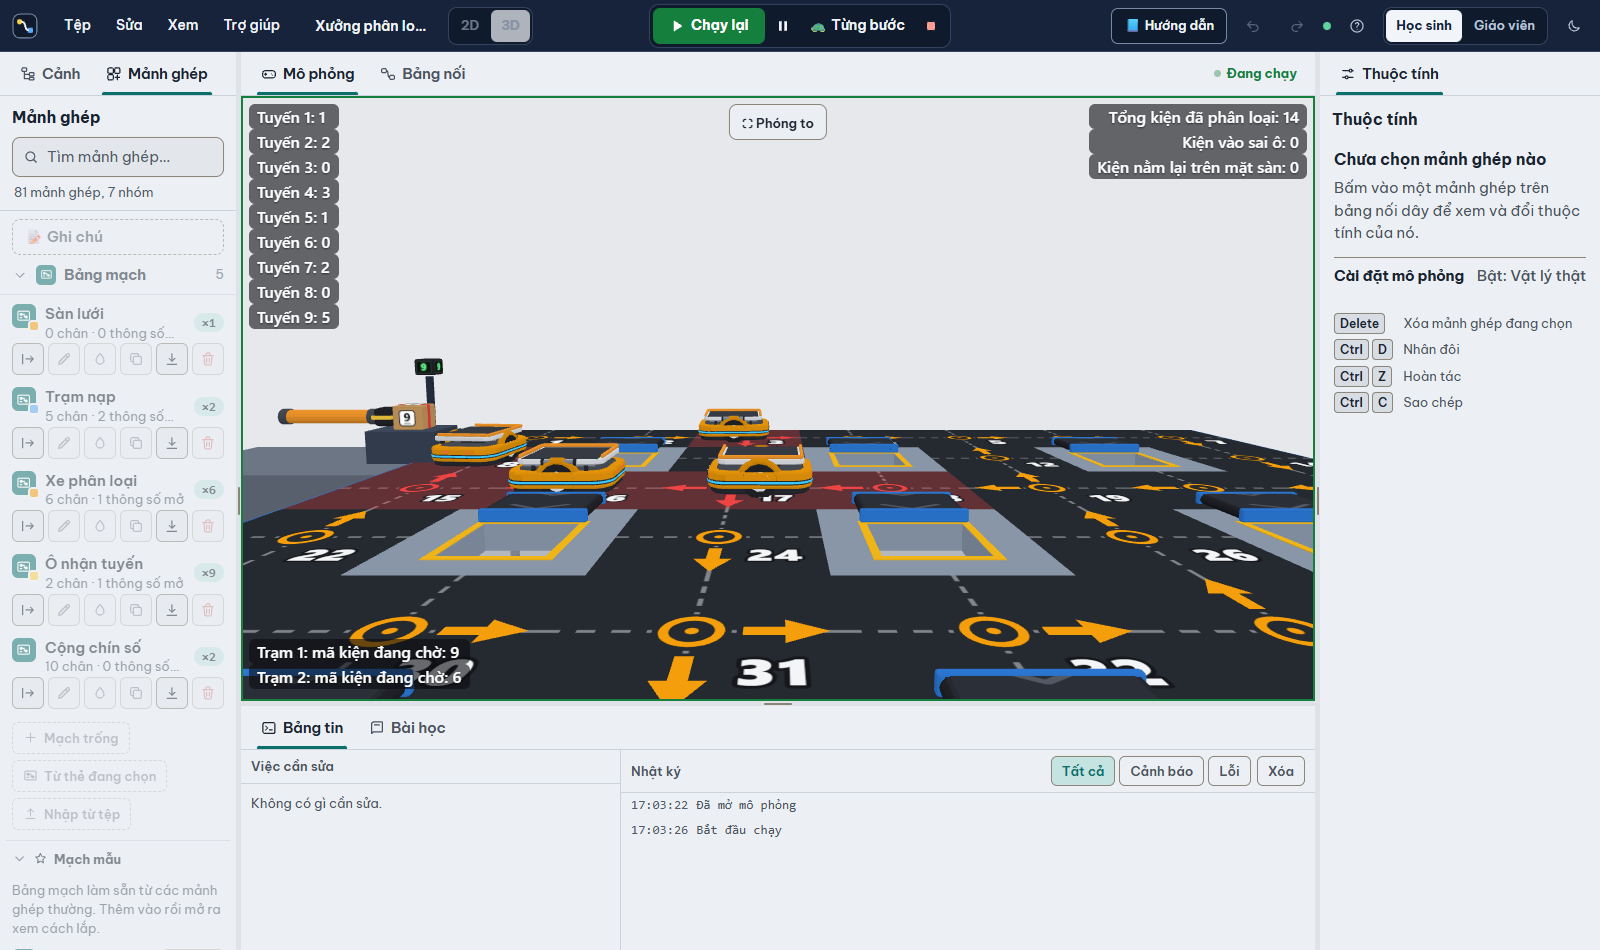 Tệp Sửa Xem Trợ giúp Xưởng phân lo... 2D 3D Chạy lại Từng bước Hướng dẫn Học sinh Giáo viên
Cảnh Mảnh ghép
Mảnh ghép
Tìm mảnh ghép...
81 mảnh ghép, 7 nhóm
Ghi chú
Bảng mạch 5
Sàn lưới
0 chân · 0 thông số... ×1
Trạm nạp
5 chân · 2 thông số... ×2
Xe phân loại
6 chân · 1 thông số mở ×6
Ô nhận tuyến
2 chân · 1 thông số mở ×9
Cộng chín số
10 chân · 0 thông số... ×2
Mạch trống
Từ thẻ đang chọn
Nhập từ tệp
Mạch mẫu
Bảng mạch làm sẵn từ các mảnh
ghép thường. Thêm vào rồi mở ra
xem cách lắp.
Mô phỏng Bảng nối Đang chạy
Tuyến 1: 1
Tuyến 2: 2
Tuyến 3: 0
Tuyến 4: 3
Tuyến 5: 1
Tuyến 6: 0
Tuyến 7: 2
Tuyến 8: 0
Tuyến 9: 5
Phóng to
Tổng kiện đã phân loại: 14
Kiện vào sai ô: 0
Kiện nằm lại trên mặt sàn: 0
9
9
12
15 17 19
22 24 26
30 31 32
Trạm 1: mã kiện đang chờ: 9
Trạm 2: mã kiện đang chờ: 6
Bảng tin Bài học
Việc cần sửa
Không có gì cần sửa.
Nhật ký Tất cả Cảnh báo Lỗi Xóa
17:03:22 Đã mở mô phỏng
17:03:26 Bắt đầu chạy
Thuộc tính
Thuộc tính
Chưa chọn mảnh ghép nào
Bấm vào một mảnh ghép trên
bảng nối dây để xem và đổi thuộc
tính của nó.
Cài đặt mô phỏng Bật: Vật lý thật
Delete Xóa mảnh ghép đang chọn
Ctrl D Nhân đôi
Ctrl Z Hoàn tác
Ctrl C Sao chép